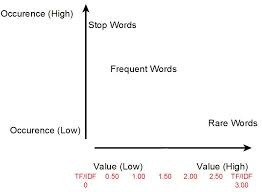 Occurence (High)
Stop Words
Frequent Words
Rare Words
Occurence (Low)
Value (Low) Value (High)
TF/IDF 0.50 1.00 1.50 2.00 2.50 TF/IDF
0 3.00